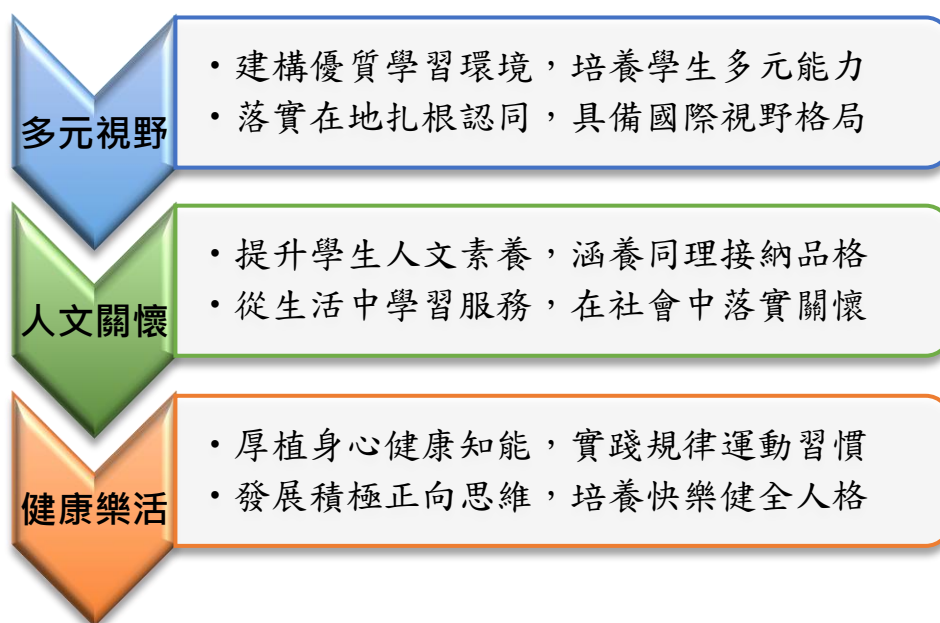 多元視野
• 建構優質學習環境，培養學生多元能力
• 落實在地扎根認同，具備國際視野格局
人文關懷
• 提升學生人文素養，涵養同理接納品格
• 從生活中學習服務，在社會中落實關懷
健康樂活
• 厚植身心健康知能，實踐規律運動習慣
• 發展積極正向思維，培養快樂健全人格